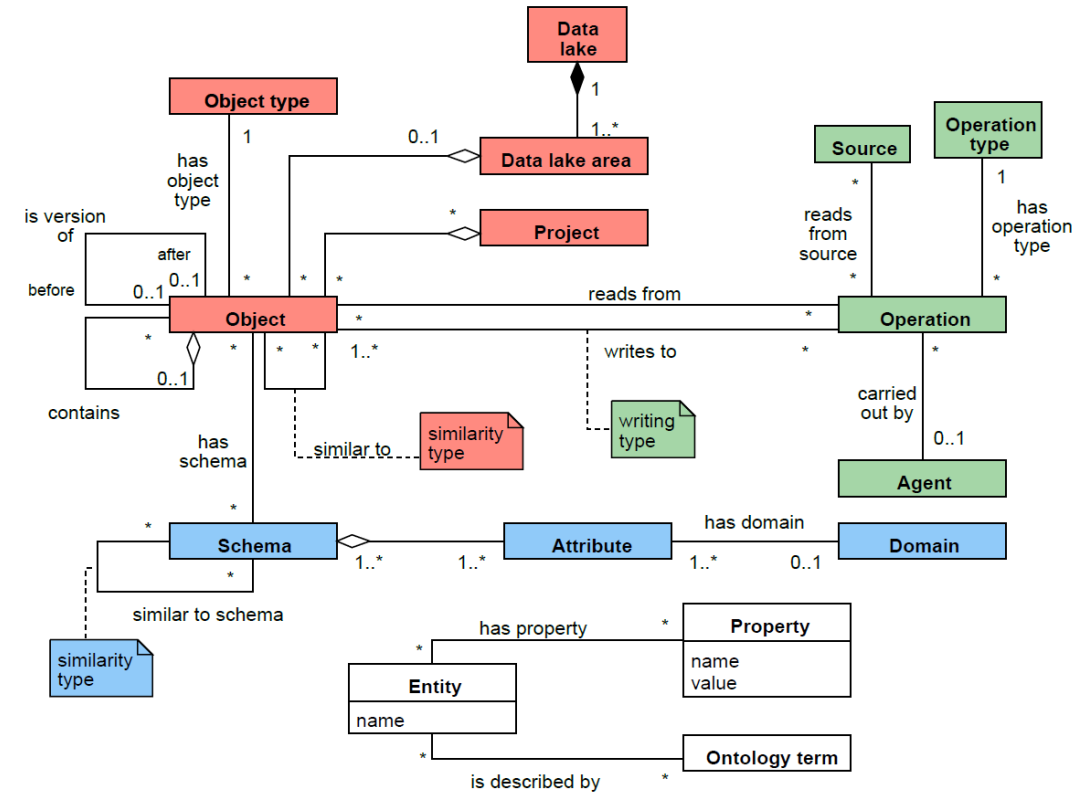 Data
lake
1
1..*
Object type
1
has
object
type
0..1
Data lake area
Operation
type
Source
1
*
*
Project
has
operation
type
reads
from
source
is version
of
after
0..1
before
0..1
*
*
*
*
*
Object
reads from
*
*
Operation
*
*
*
*
1..*
writes to
*
*
0..1
contains
carried
out by
writing
type
similarity
type
similar to
has
schema
0..1
Agent
*
*
Schema
1..*
1..*
Attribute
has domain
1..*
0..1
Domain
*
similar to schema
similarity
type
has property
*
*
Property
name
value
Entity
name
*
is described by
*
Ontology term